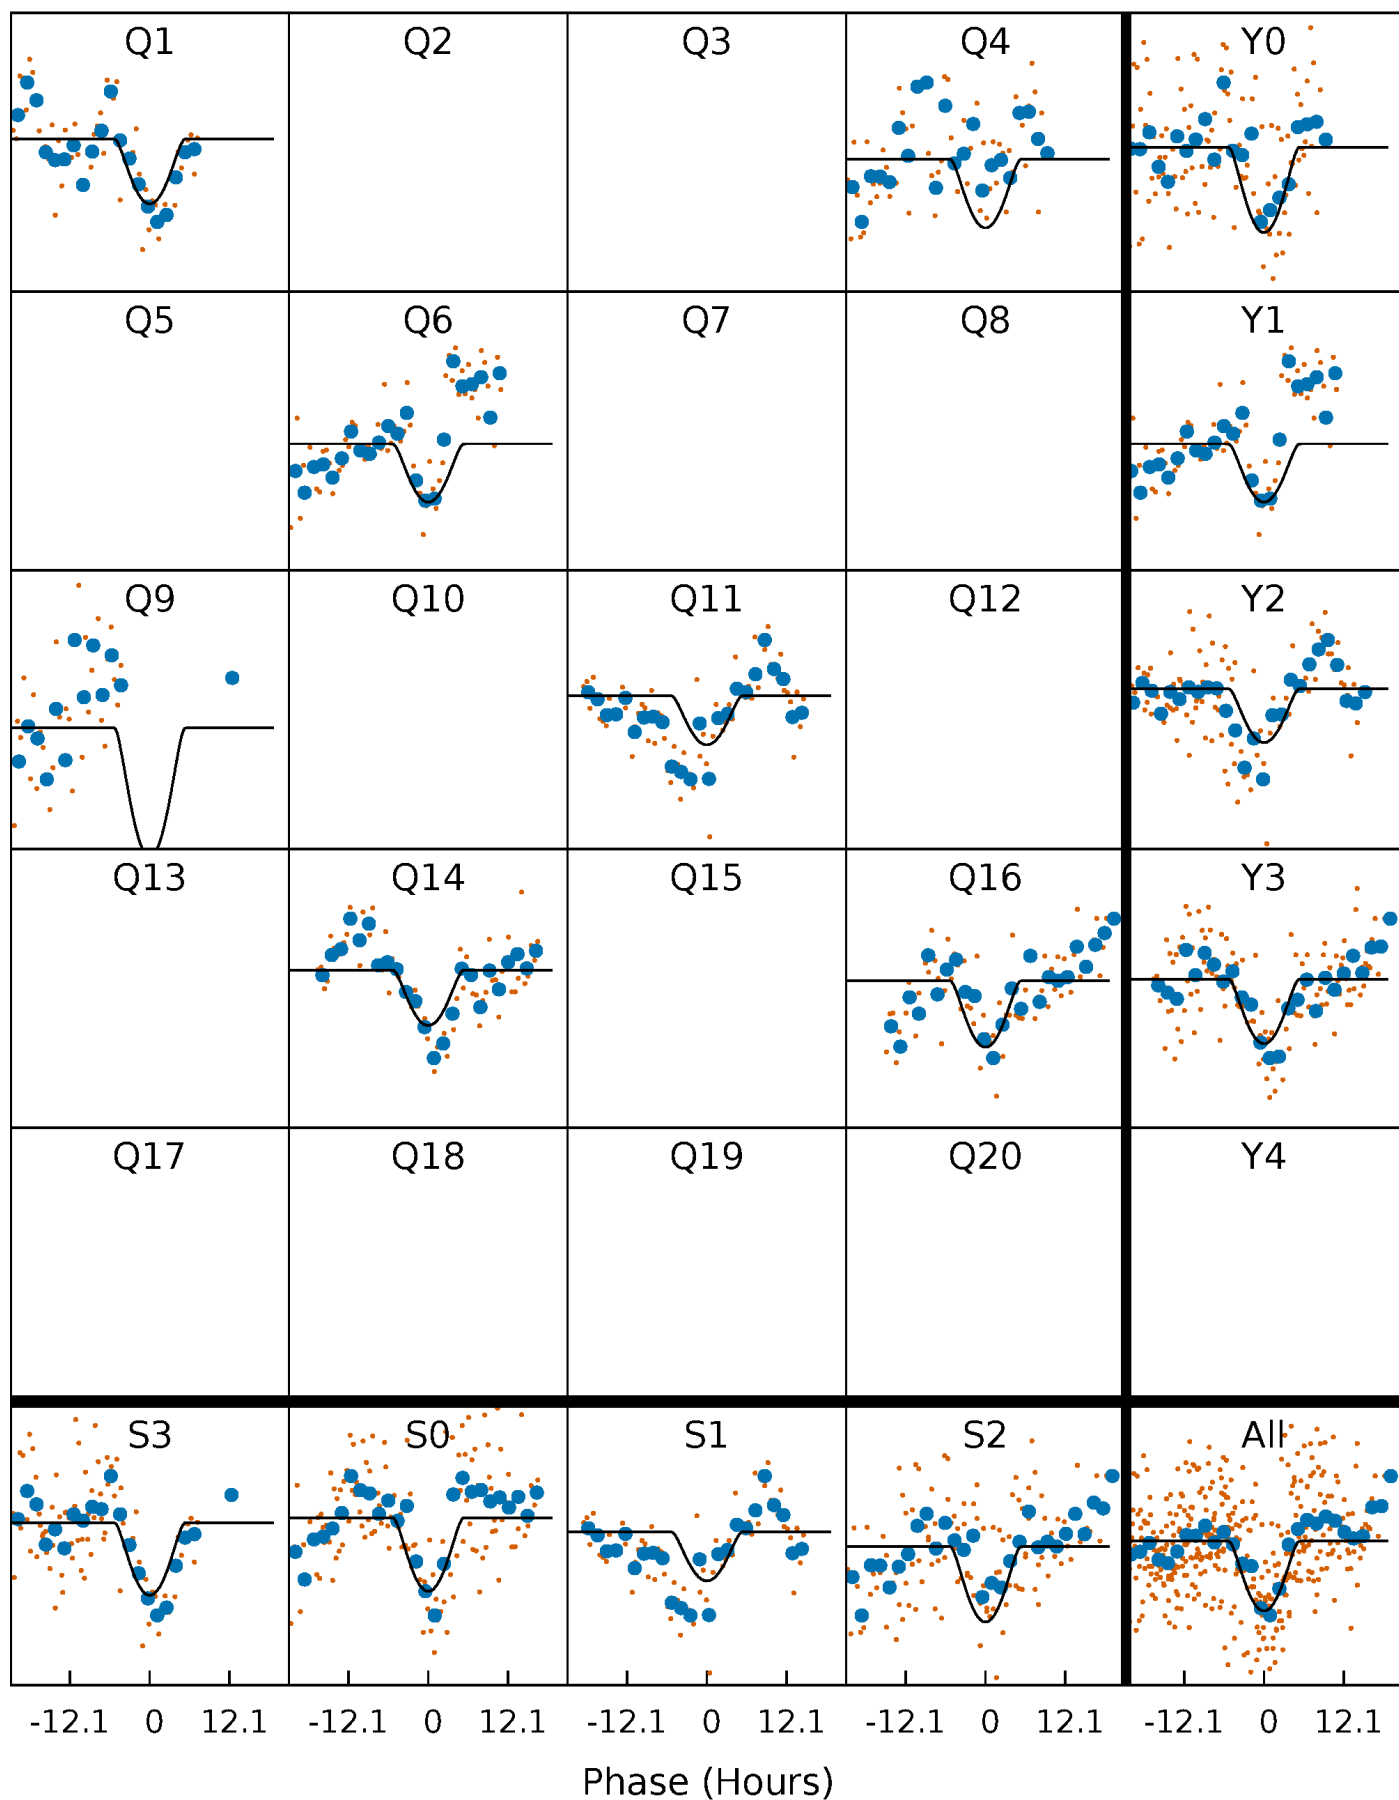 Q1 Q2 Q3 Q4 Y0
Q5 Q6 Q7 Q8 Y1
Q9 Q10 Q11 Q12 Y2
Q13 Q14 Q15 Q16 Y3
Q17 Q18 Q19 Q20 Y4
S3 S0 S1 S2 All
-12.1 0 12.1 -12.1 0 12.1 -12.1 0 12.1 -12.1 0 12.1 -12.1 0 12.1
Phase (Hours)